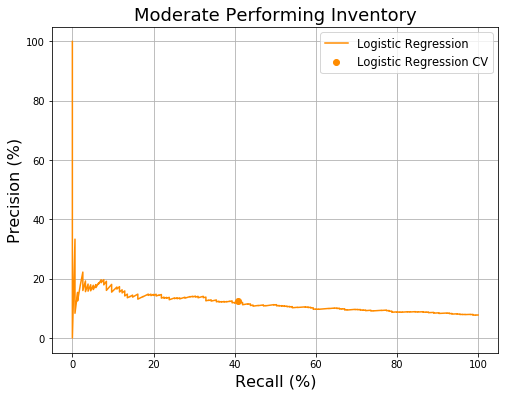 Moderate Performing Inventory
Logistic Regression
Logistic Regression CV
Precision (%)
100
80
60
40
20
0
0 20 40 60 80 100
Recall (%)